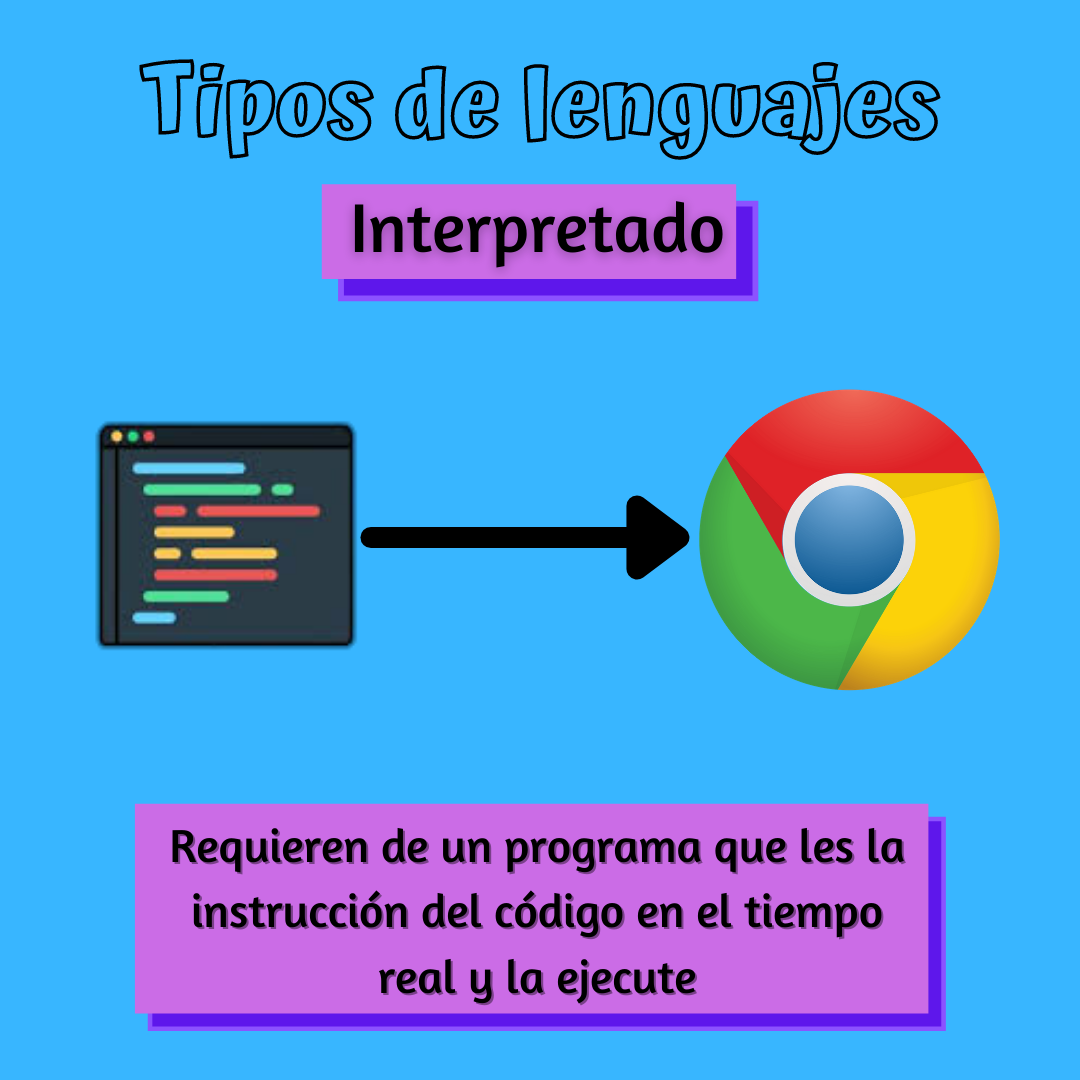 Tipos de lenguajes
Interpretado
Requieren de un programa que les la
instrucción del código en el tiempo
real y la ejecute